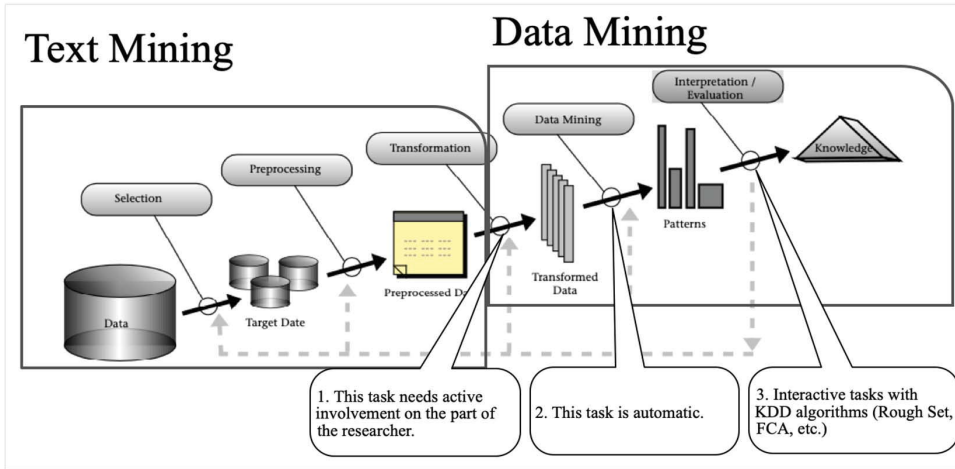 Text Mining
Data Mining
Interpretation /
Evaluation
Data Mining
Transformation
Preprocessing
Selection
Knowledge
Patterns
Transformed
Data
Preprocessed Da
Target Date
Data
1. This task needs active
involvement on the part of
the researcher.
2. This task is automatic.
3. Interactive tasks with
KDD algorithms (Rough Set,
FCA, etc.)